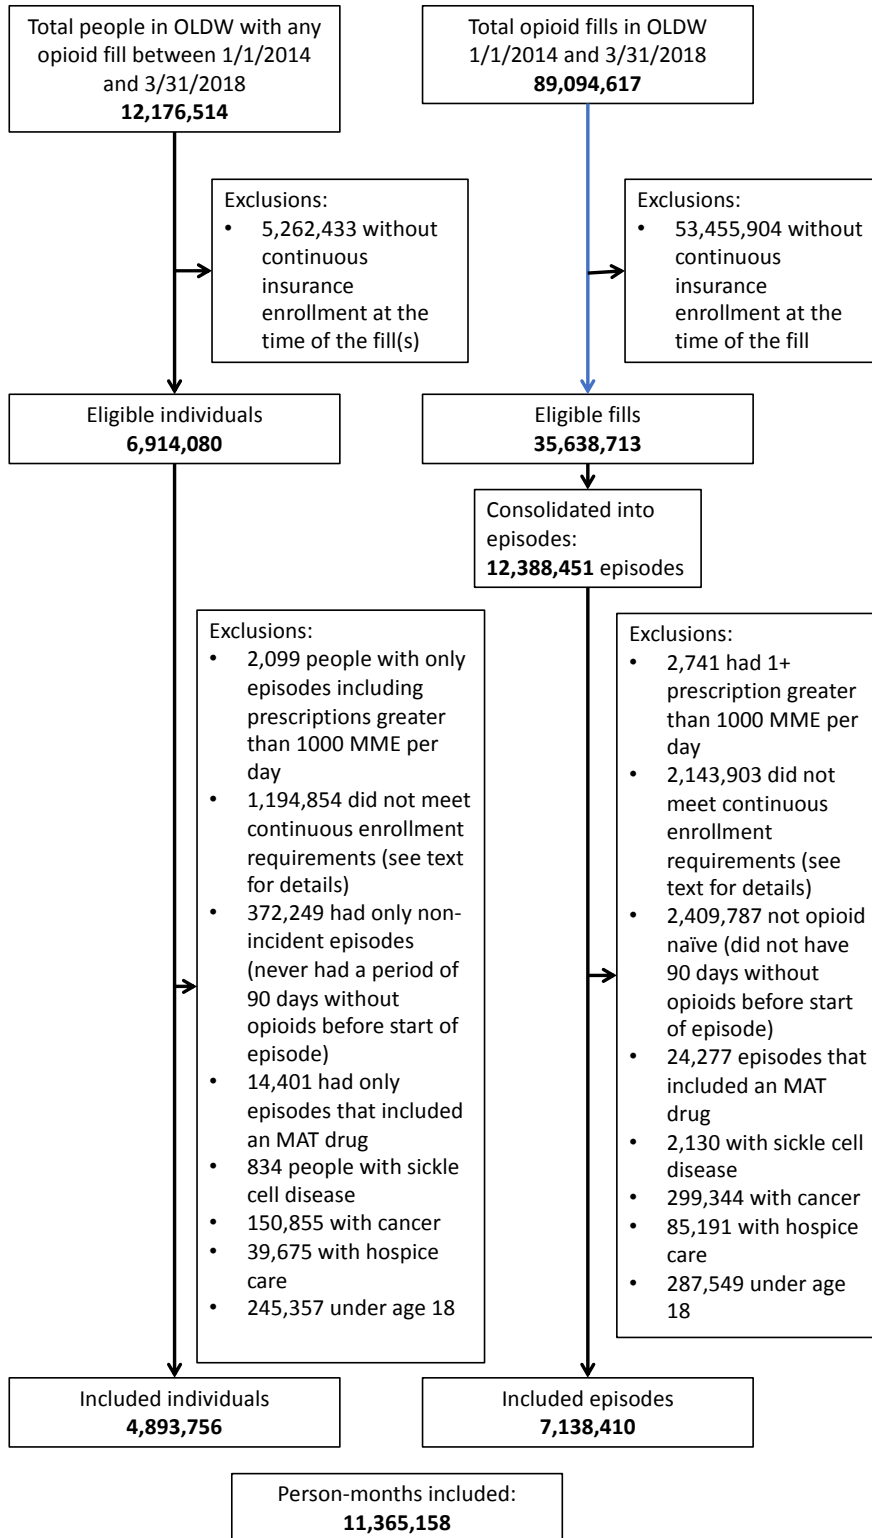 Total people in OLDW with any
opioid fill between 1/1/2014
and 3/31/2018
12,176,514
Total opioid fills in OLDW
1/1/2014 and 3/31/2018
89,094,617
Exclusions:
• 5,262,433 without
continuous
insurance
enrollment at the
time of the fill(s)
Exclusions:
• 53,455,904 without
continuous
insurance
enrollment at the
time of the fill
Eligible individuals
6,914,080
Eligible fills
35,638,713
Consolidated into
episodes:
12,388,451 episodes
Exclusions:
• 2,099 people with only
episodes including
prescriptions greater
than 1000 MME per
day
• 1,194,854 did not meet
continuous enrollment
requirements (see text
for details)
• 372,249 had only non-
incident episodes
(never had a period of
90 days without
opioids before start of
episode)
• 14,401 had only
episodes that included
an MAT drug
• 834 people with sickle
cell disease
• 150,855 with cancer
• 39,675 with hospice
care
• 245,357 under age 18
Exclusions:
• 2,741 had 1+
prescription greater
than 1000 MME per
day
• 2,143,903 did not
meet continuous
enrollment
requirements (see
text for details)
• 2,409,787 not opioid
naïve (did not have
90 days without
opioids before start
of episode)
• 24,277 episodes that
included an MAT
drug
• 2,130 with sickle cell
disease
• 299,344 with cancer
• 85,191 with hospice
care
• 287,549 under age
18
Included individuals
4,893,756
Included episodes
7,138,410
Person-months included:
11,365,158